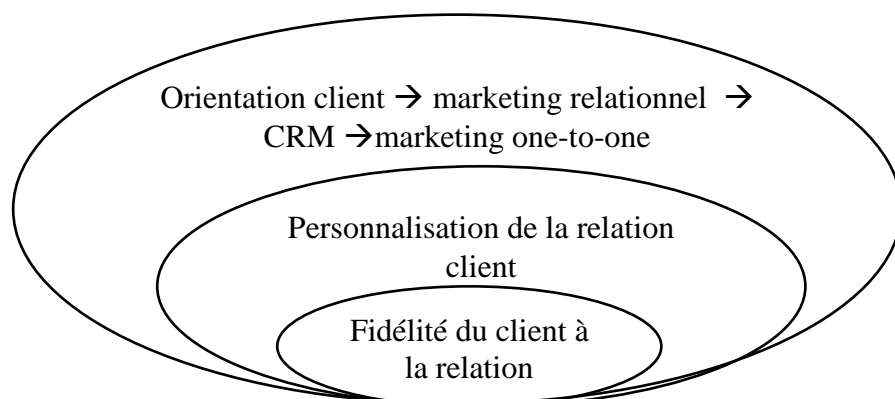 Orientation client → marketing relationnel →
CRM →marketing one-to-one
Personnalisation de la relation
client
Fidélité du client à
la relation